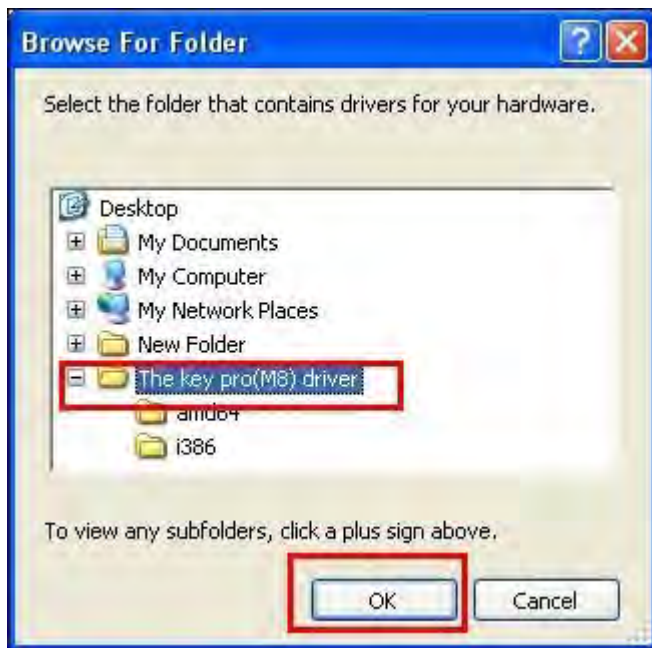 Browse For Folder
Select the folder that contains drivers for your hardware.
Desktop
My Documents
My Computer
My Network Places
New Folder
The key pro(M8) driver
amd64
i386
To view any subfolders, click a plus sign above.
OK Cancel